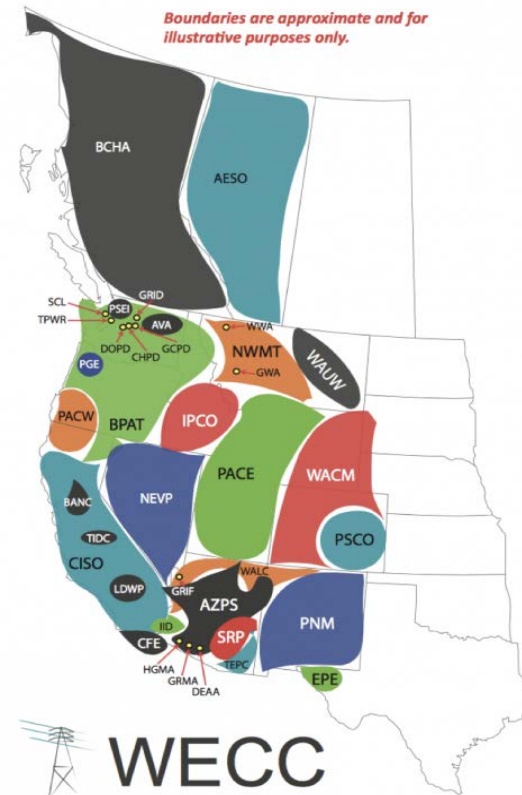 Boundaries are approximate and for
illustrative purposes only.
BCHA
AESO
SCL
PSEI
GRID
TPWR
AVA
WWA
DOPD
GCPD
CHPD
NWMT
WAUW
PGE
GWA
PACW
BPAT
IPCO
PACE
WACM
BANC
NEVP
TIDC
PSCO
CISO
LDWP
WALC
GRIF
AZPS
IID
PNM
CFE
SRP
HGMA
TEPC
GRMA
EPE
DEAA
WECC